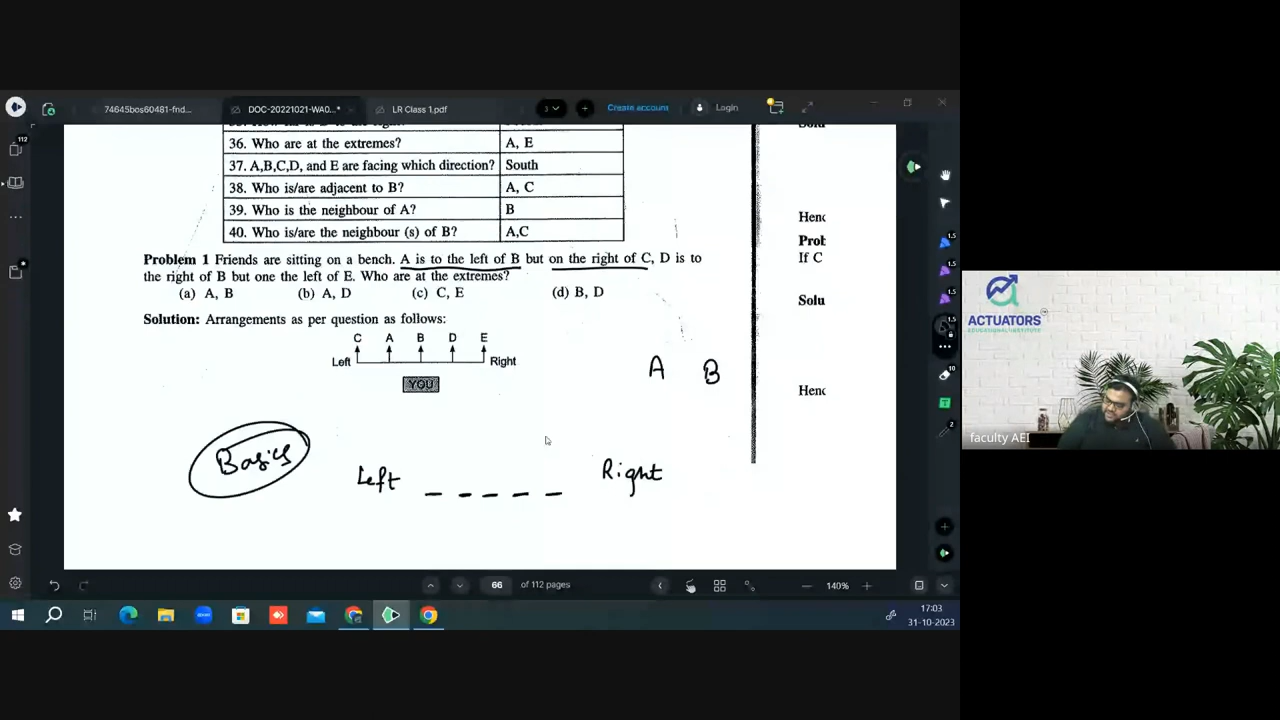 74645bos60481-fnd...
DOC-20221021-WA0...*
LR Class 1.pdf
Create account
Login
36. Who are at the extremes? A, E
37. A,B,C,D, and E are facing which direction? South
38. Who is/are adjacent to B? A, C
39. Who is the neighbour of A? B
40. Who is/are the neighbour (s) of B? A,C
Problem 1 Friends are sitting on a bench. A is to the left of B but on the right of C, D is to
the right of B but one the left of E. Who are at the extremes?
(a) A, B (b) A, D (c) C, E (d) B, D
Solution: Arrangements as per question as follows:
C A B D E
Left Right
YOU
A B
Basics
Left Right
Henc
Prob
If C
Solu
Henc
ACTUATORS
EDUCATIONAL INSTITUTE
faculty AEI
66 of 112 pages
140%
17:03
31-10-2023